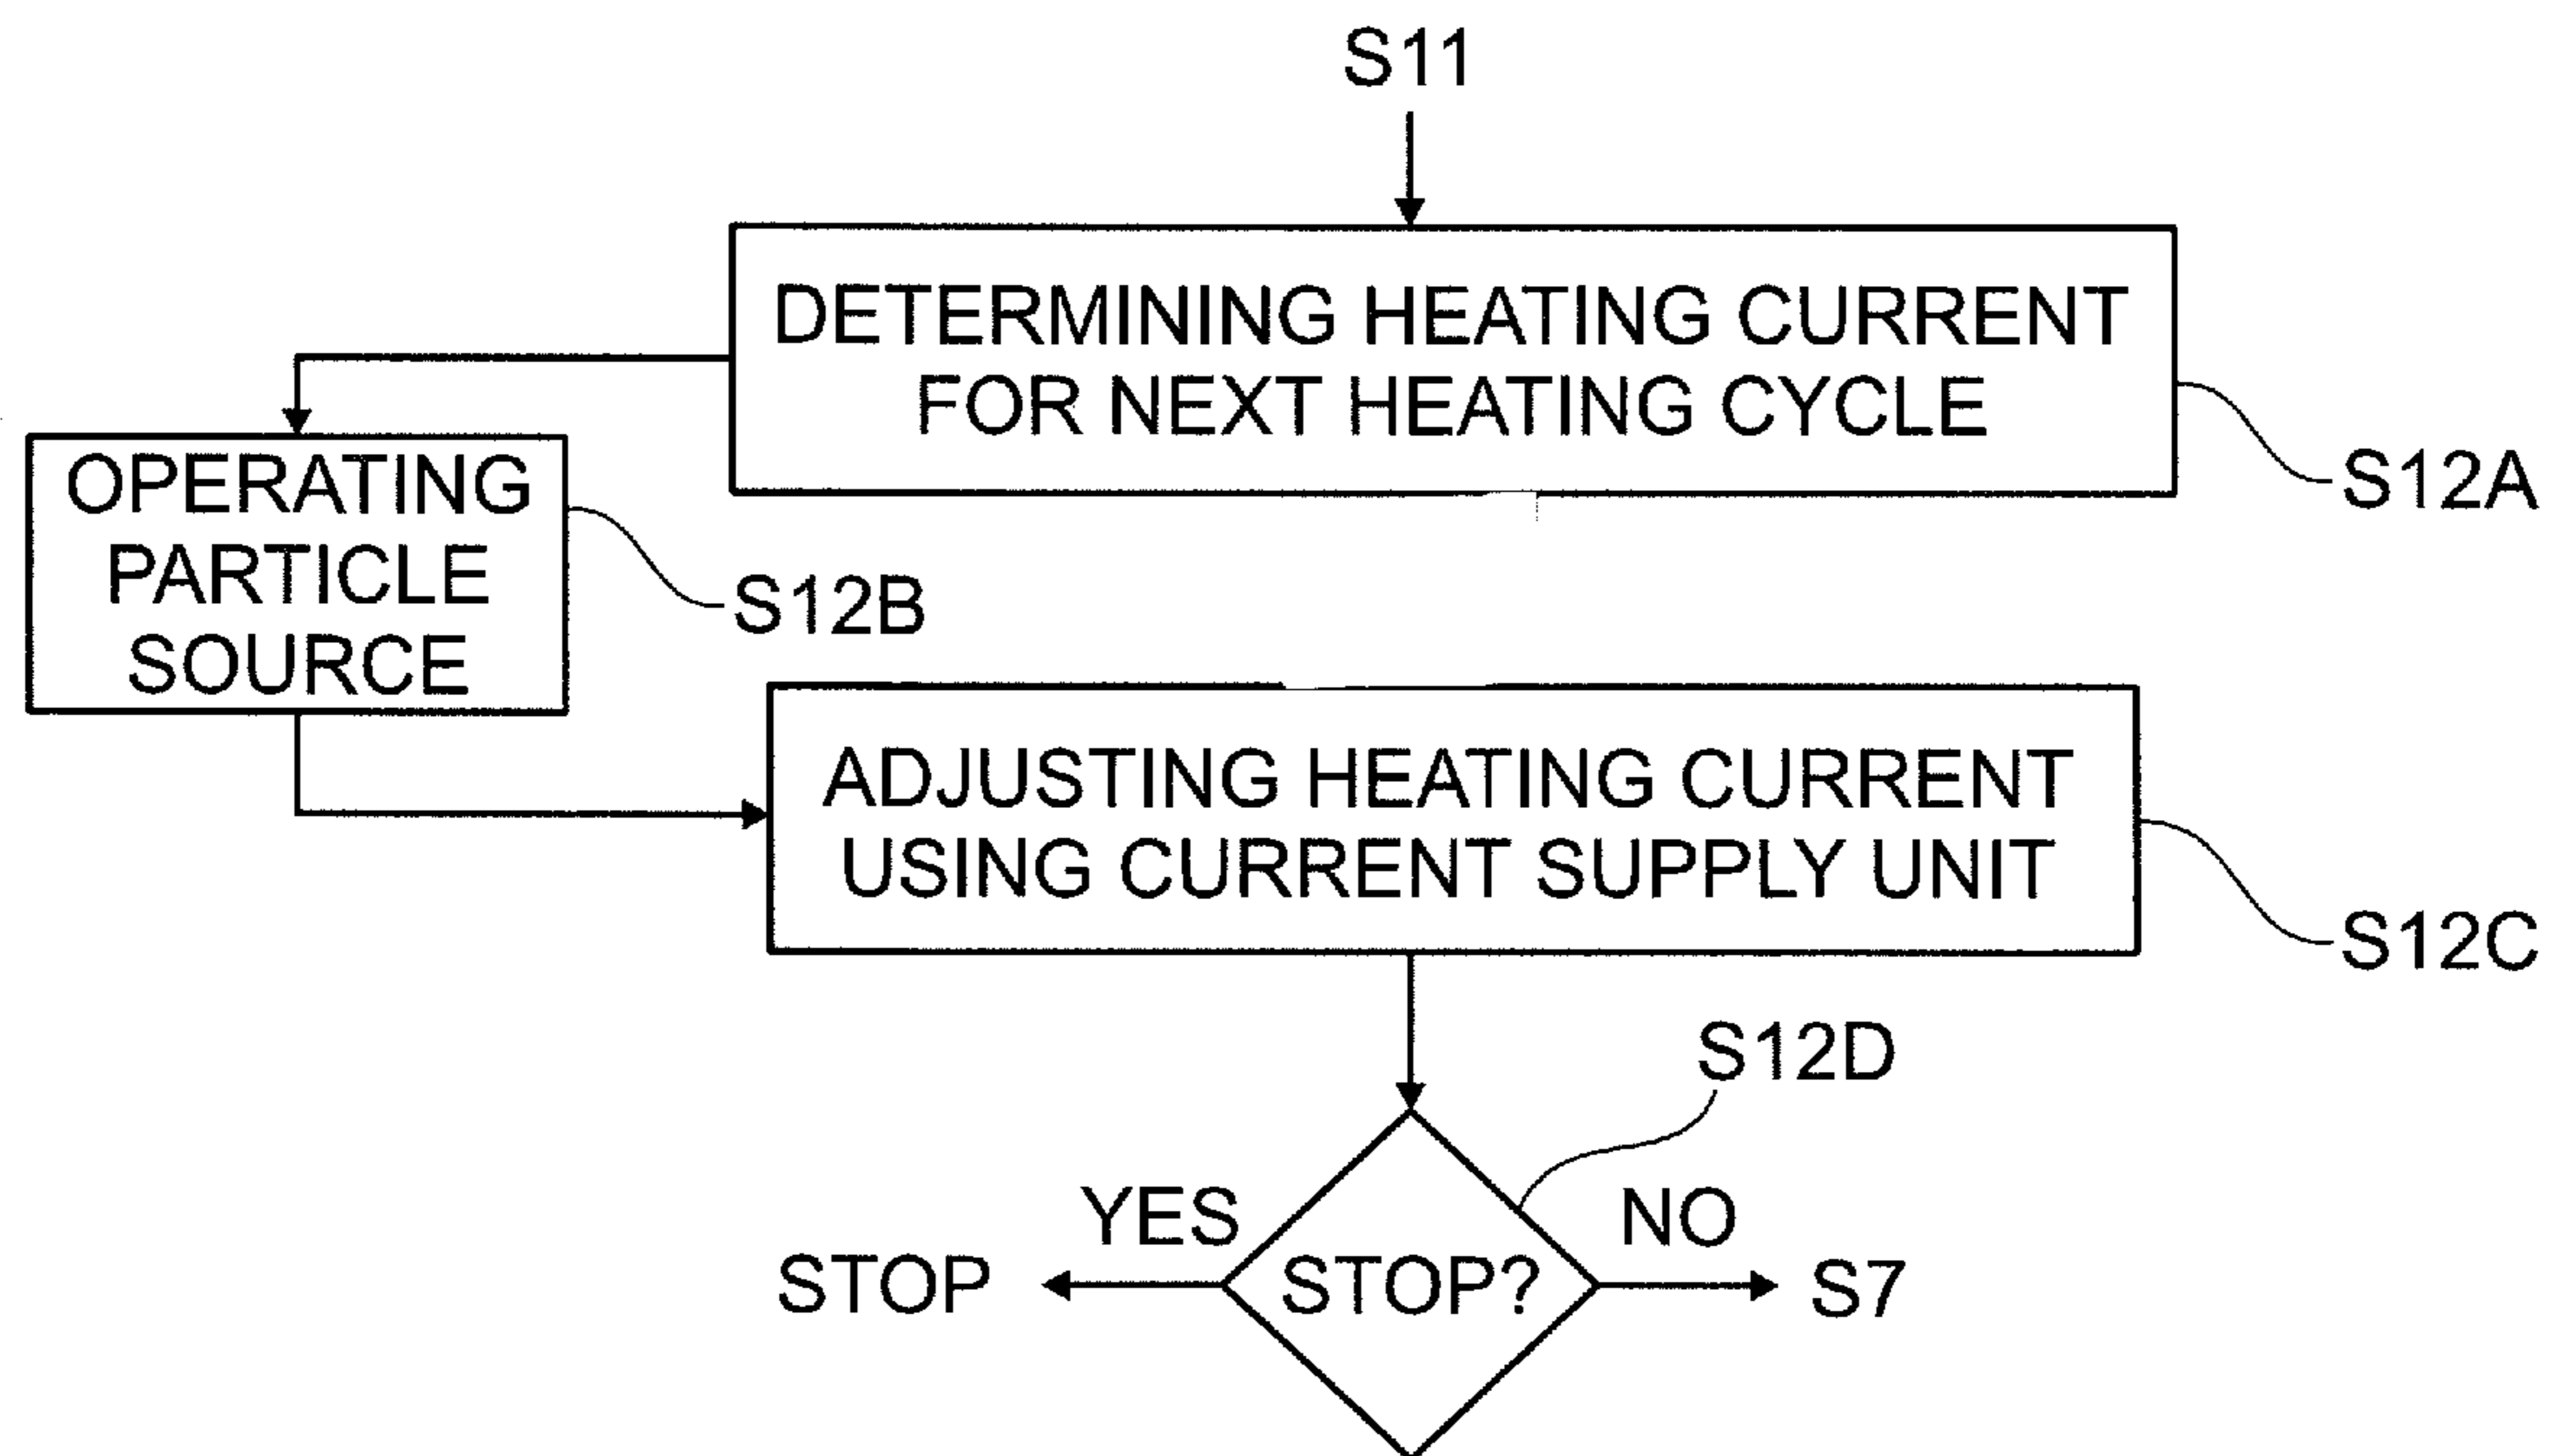 S11
DETERMINING HEATING CURRENT
FOR NEXT HEATING CYCLE
S12A
OPERATING
PARTICLE
SOURCE
S12B
ADJUSTING HEATING CURRENT
USING CURRENT SUPPLY UNIT
S12C
S12D
YES
NO
STOP
STOP?
S7